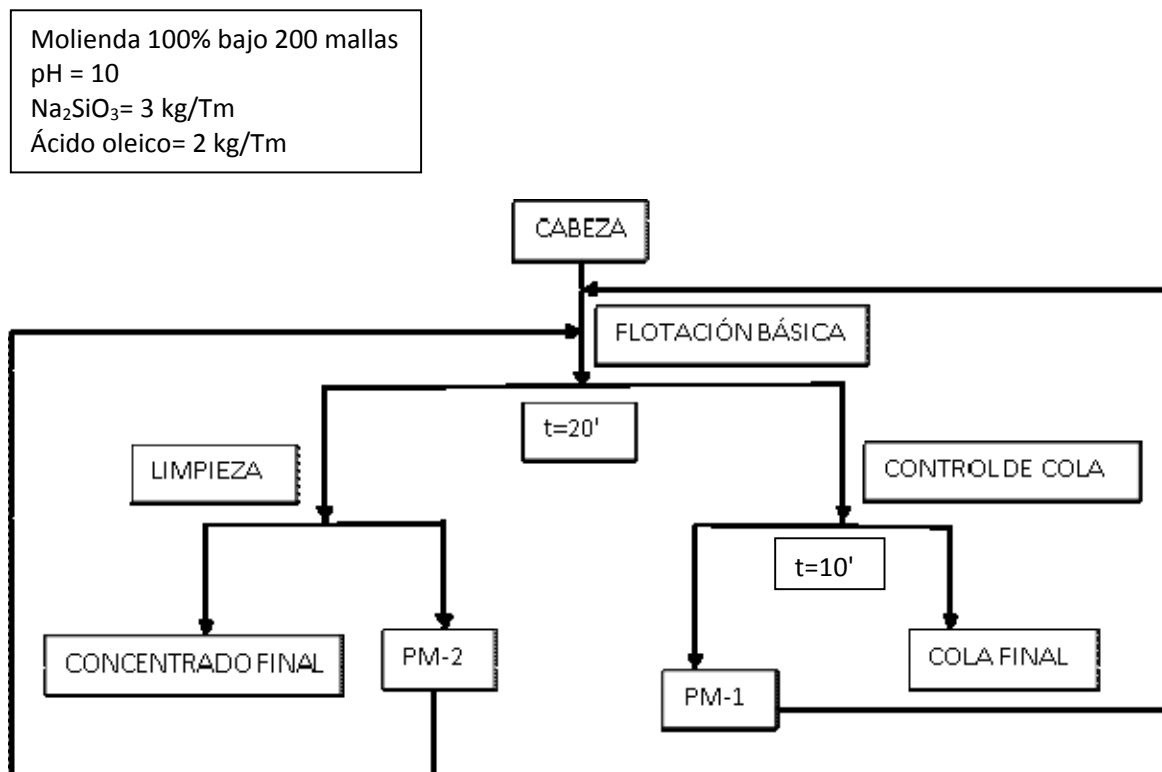 Molienda 100% bajo 200 mallas
pH = 10
Na₂SiO₃= 3 kg/Tm
Ácido oleico= 2 kg/Tm
CABEZA
FLOTACIÓN BÁSICA
t=20'
LIMPIEZA
CONTROL DE COLA
t=10'
CONCENTRADO FINAL
PM-2
COLA FINAL
PM-1